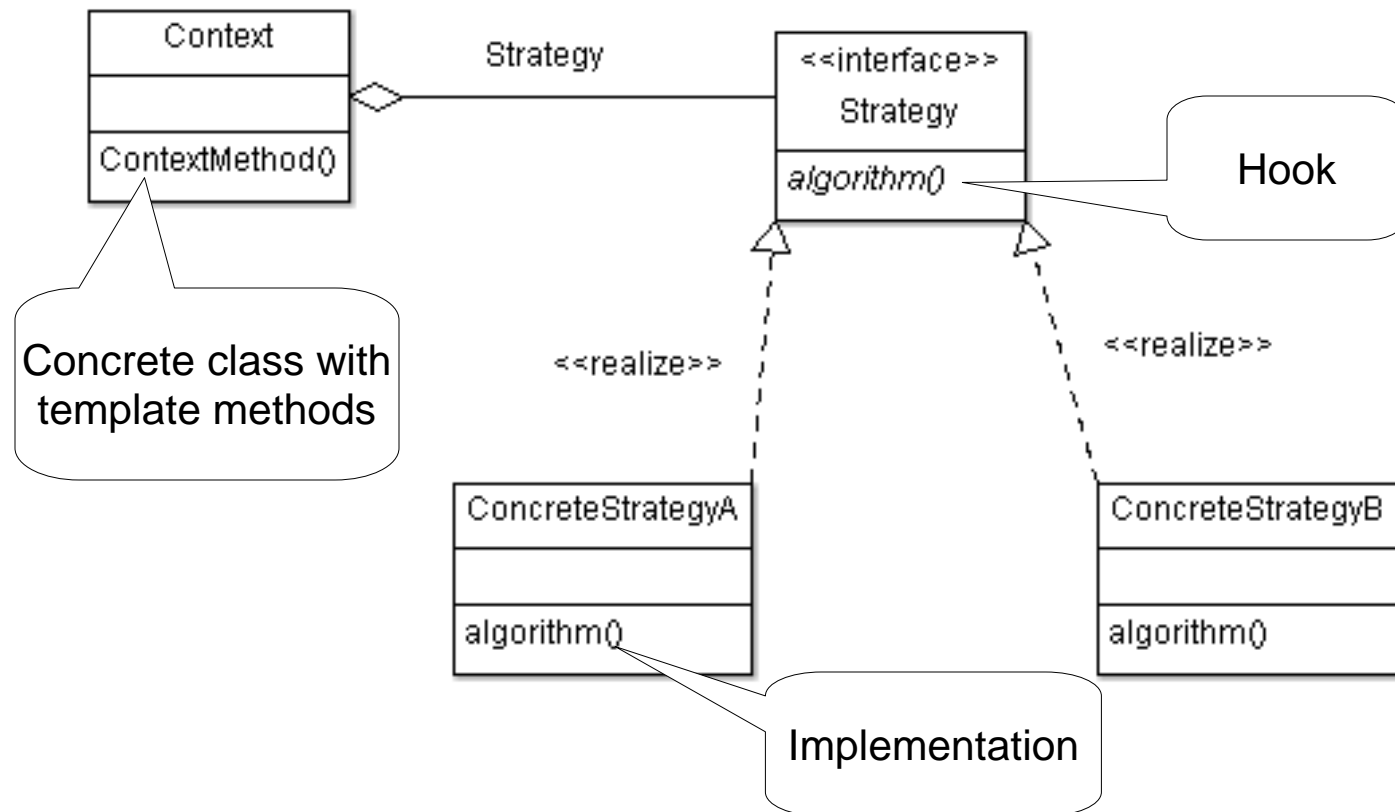 Context
ContextMethod()
Strategy
<<interface>>
Strategy
algorithm()
Hook
Concrete class with
template methods
<<realize>>
<<realize>>
ConcreteStrategyA
algorithm()
ConcreteStrategyB
algorithm()
Implementation